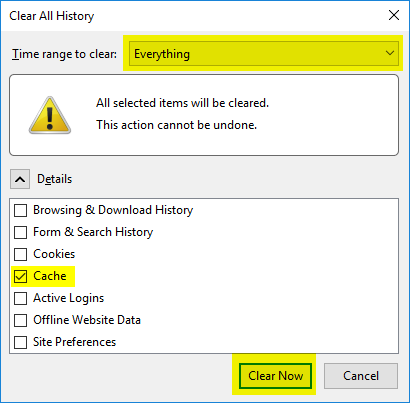 Clear All History
Time range to clear: Everything
All selected items will be cleared.
This action cannot be undone.
Details
Browsing & Download History
Form & Search History
Cookies
Cache
Active Logins
Offline Website Data
Site Preferences
Clear Now Cancel